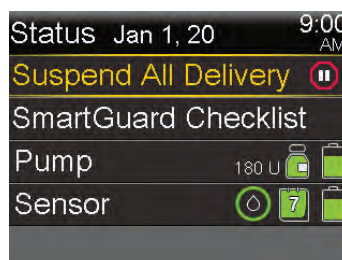 Status Jan 1, 20 9:00
AM
Suspend All Delivery
SmartGuard Checklist
Pump 180 U
Sensor 7